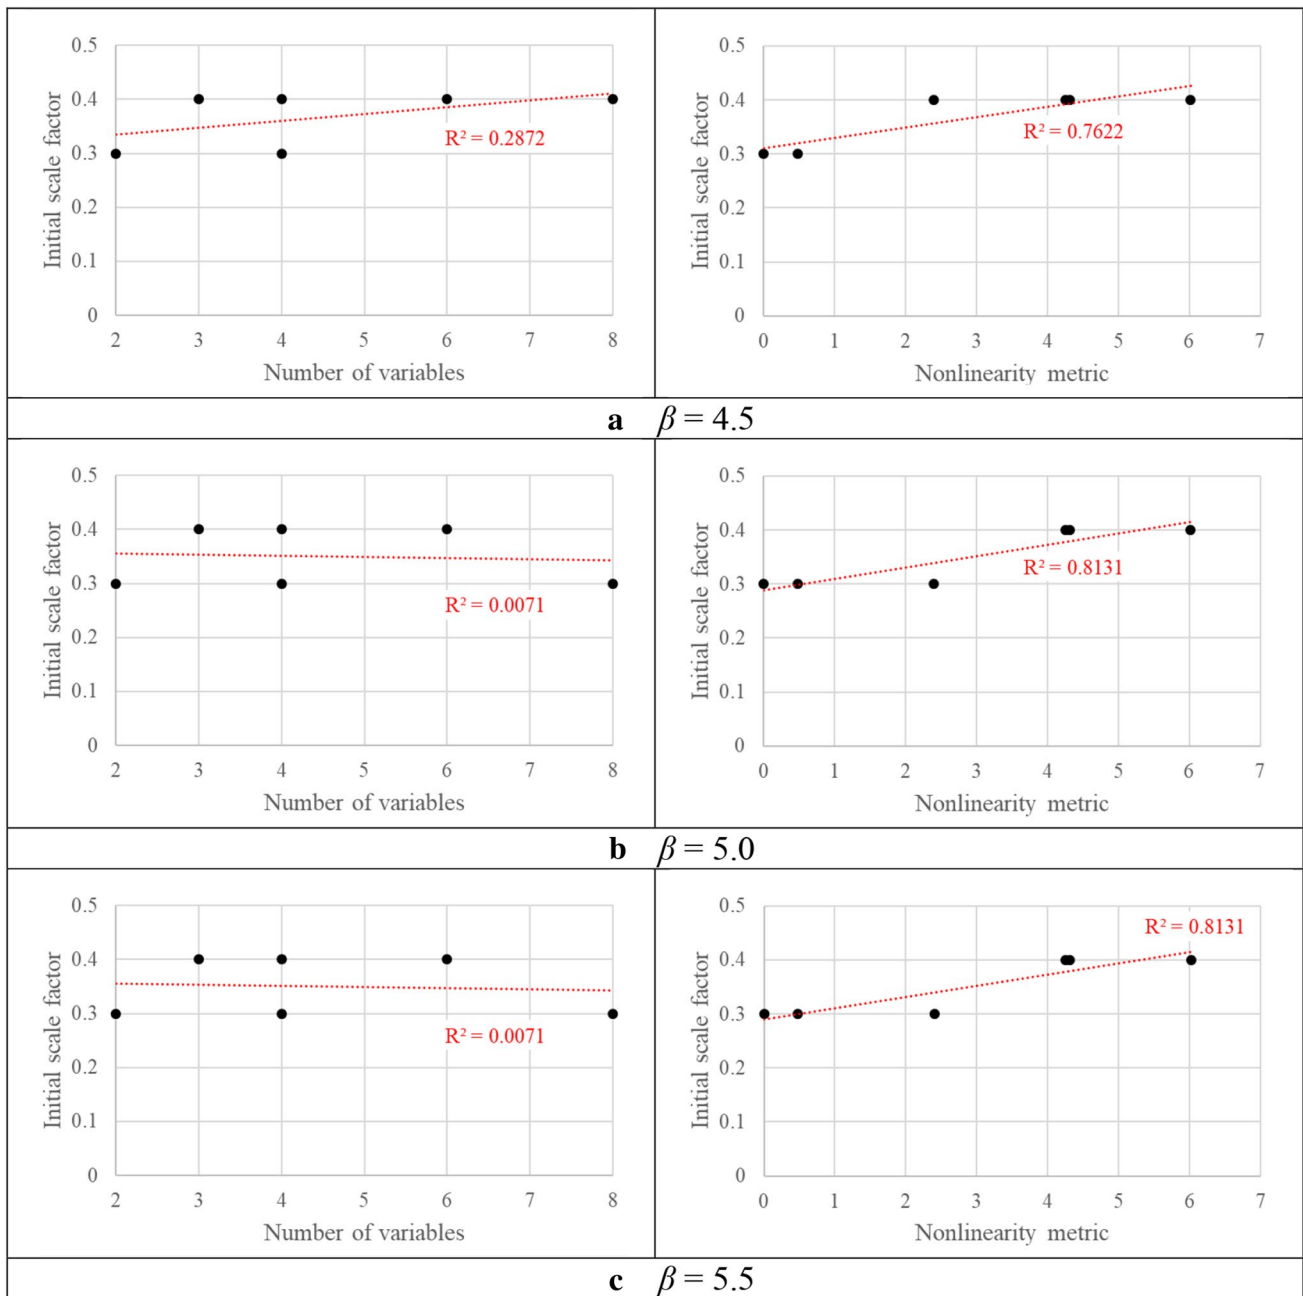 0.5
0.4
0.3
0.2
0.1
0
Initial scale factor
R² = 0.2872
2 3 4 5 6 7 8
Number of variables
0.5
0.4
0.3
0.2
0.1
0
Initial scale factor
R² = 0.7622
0 1 2 3 4 5 6 7
Nonlinearity metric
a β = 4.5
0.5
0.4
0.3
0.2
0.1
0
Initial scale factor
R² = 0.0071
2 3 4 5 6 7 8
Number of variables
0.5
0.4
0.3
0.2
0.1
0
Initial scale factor
R² = 0.8131
0 1 2 3 4 5 6 7
Nonlinearity metric
b β = 5.0
0.5
0.4
0.3
0.2
0.1
0
Initial scale factor
R² = 0.0071
2 3 4 5 6 7 8
Number of variables
0.5
0.4
0.3
0.2
0.1
0
Initial scale factor
R² = 0.8131
0 1 2 3 4 5 6 7
Nonlinearity metric
c β = 5.5